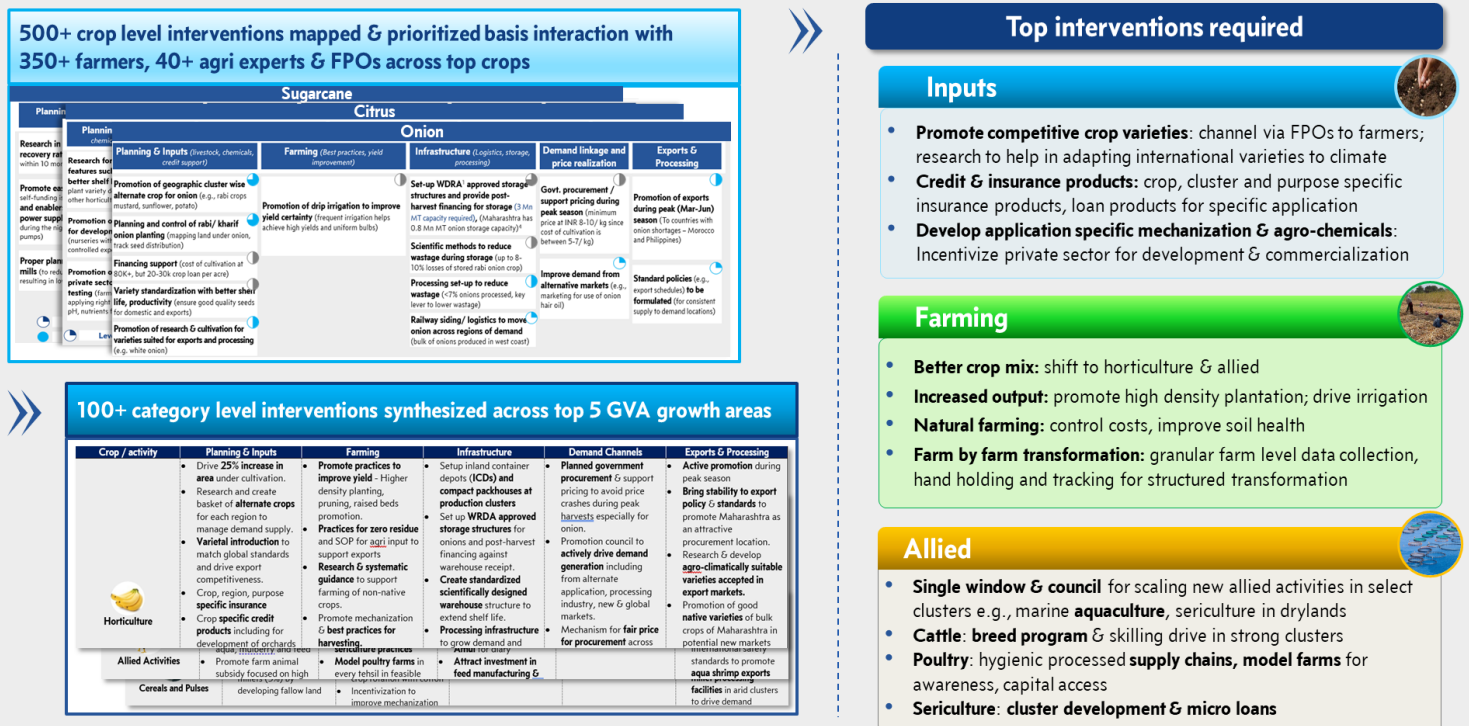 500+ crop level interventions mapped & prioritized basis interaction with
350+ farmers, 40+ agri experts & FPOs across top crops
Sugarcane
Citrus
Onion
Planning & Inputs (livestock, chemicals,
credit support)
Promotion of geographic cluster wise
alternate crop for onion (e.g., rabi crops
mustard, sunflower, potato)
Planning and control of rabi/ kharif
onion planting (mapping land under onion,
track seed distribution)
Financing support (cost of cultivation at
80K+, but 20-30k crop loan per acre)
Variety standardization with better shelf
life, productivity (ensure good quality seeds
for domestic and exports)
Promotion of research & cultivation for
varieties suited for exports and processing
(e.g. white onion)
Farming (Best practices, yield
improvement)
Promotion of drip irrigation to improve
yield certainty (frequent irrigation helps
achieve high yields and uniform bulbs)
Infrastructure (Logistics, storage,
processing)
Set-up WDRA¹ approved storage
structures and provide post-
harvest financing for storage (3 Mn
MT capacity required), (Maharashtra has
0.8 Mn MT onion storage capacity)
Scientific methods to reduce
wastage during storage (up to 8-
10% losses of stored rabi onion crop)
Processing set-up to reduce
wastage (<7% onions processed, key
lever to lower wastage)
Railway siding/ logistics to move
onion across regions of demand
(bulk of onions produced in west coast)
Demand linkage and
price realization
Govt. procurement /
support pricing during
peak season (minimum
price at INR 8-10/ kg since
cost of cultivation is
between 5-7/ kg)
Improve demand from
alternative markets (e.g.,
marketing for use of onion
hair oil)
Exports &
Processing
Promotion of exports
during peak (Mar-Jun)
season (To countries with
onion shortages – Morocco
and Philippines)
Standard policies (e.g.,
export schedules) to be
formulated (for consistent
supply to demand locations)
100+ category level interventions synthesized across top 5 GVA growth areas
Crop / activity
Planning & Inputs
Farming
Infrastructure
Demand Channels
Exports & Processing
Horticulture
• Drive 25% increase in
area under cultivation.
• Research and create
basket of alternate crops
for each region to
manage demand supply.
• Varietal introduction to
match global standards
and drive export
competitiveness.
• Crop, region, purpose
specific insurance
• Crop specific credit
products including for
development of orchards
• Promote practices to
improve yield - Higher
density planting,
pruning, raised beds
promotion.
• Practices for zero residue
and SOP for agri input to
support exports
• Research & systematic
guidance to support
farming of non-native
crops.
• Promote mechanization
& best practices for
harvesting.
• Setup inland container
depots (ICDs) and
compact packhouses at
production clusters
• Set up WRDA approved
storage structures for
onions and post-harvest
financing against
warehouse receipt.
• Create standardized
scientifically designed
warehouse structure to
extend shelf life.
• Processing infrastructure
to grow demand and
• Planned government
procurement & support
pricing to avoid price
crashes during peak
harvests especially for
onion.
• Promotion council to
actively drive demand
generation including
from alternate
application, processing
industry, new & global
markets.
• Mechanism for fair price
for procurement across
• Active promotion during
peak season
• Bring stability to export
policy & standards to
promote Maharashtra as
an attractive
procurement location.
• Research & develop
agro-climatically suitable
varieties accepted in
export markets.
• Promotion of good
native varieties of bulk
crops of Maharashtra in
potential new markets
Allied Activities
• Promote farm animal
subsidy focused on high
• Model poultry farms in
every tehsil in feasible
• Attract investment in
feed manufacturing &
standards to promote
aqua shrimp exports
Cereals and Pulses
developing fallow land
• Incentivization to
improve mechanization
facilities in arid clusters
to drive demand
Top interventions required
Inputs
• Promote competitive crop varieties: channel via FPOs to farmers;
research to help in adapting international varieties to climate
• Credit & insurance products: crop, cluster and purpose specific
insurance products, loan products for specific application
• Develop application specific mechanization & agro-chemicals:
Incentivize private sector for development & commercialization
Farming
• Better crop mix: shift to horticulture & allied
• Increased output: promote high density plantation; drive irrigation
• Natural farming: control costs, improve soil health
• Farm by farm transformation: granular farm level data collection,
hand holding and tracking for structured transformation
Allied
• Single window & council for scaling new allied activities in select
clusters e.g., marine aquaculture, sericulture in drylands
• Cattle: breed program & skilling drive in strong clusters
• Poultry: hygienic processed supply chains, model farms for
awareness, capital access
• Sericulture: cluster development & micro loans